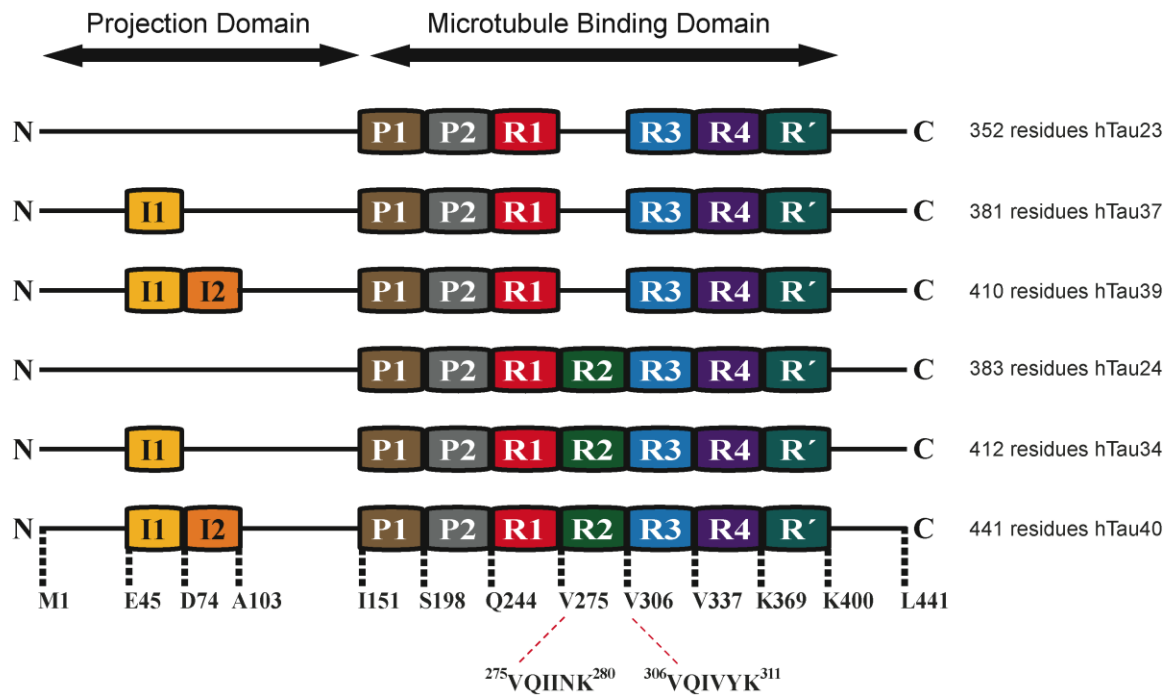 Projection Domain Microtubule Binding Domain
N P1 P2 R1 R3 R4 R´ C 352 residues hTau23
N I1 P1 P2 R1 R3 R4 R´ C 381 residues hTau37
N I1 I2 P1 P2 R1 R3 R4 R´ C 410 residues hTau39
N P1 P2 R1 R2 R3 R4 R´ C 383 residues hTau24
N I1 P1 P2 R1 R2 R3 R4 R´ C 412 residues hTau34
N I1 I2 P1 P2 R1 R2 R3 R4 R´ C 441 residues hTau40
M1 E45 D74 A103 I151 S198 Q244 V275 V306 V337 K369 K400 L441
²⁷⁵VQIINK²⁸⁰ ³⁰⁶VQIVYK³¹¹